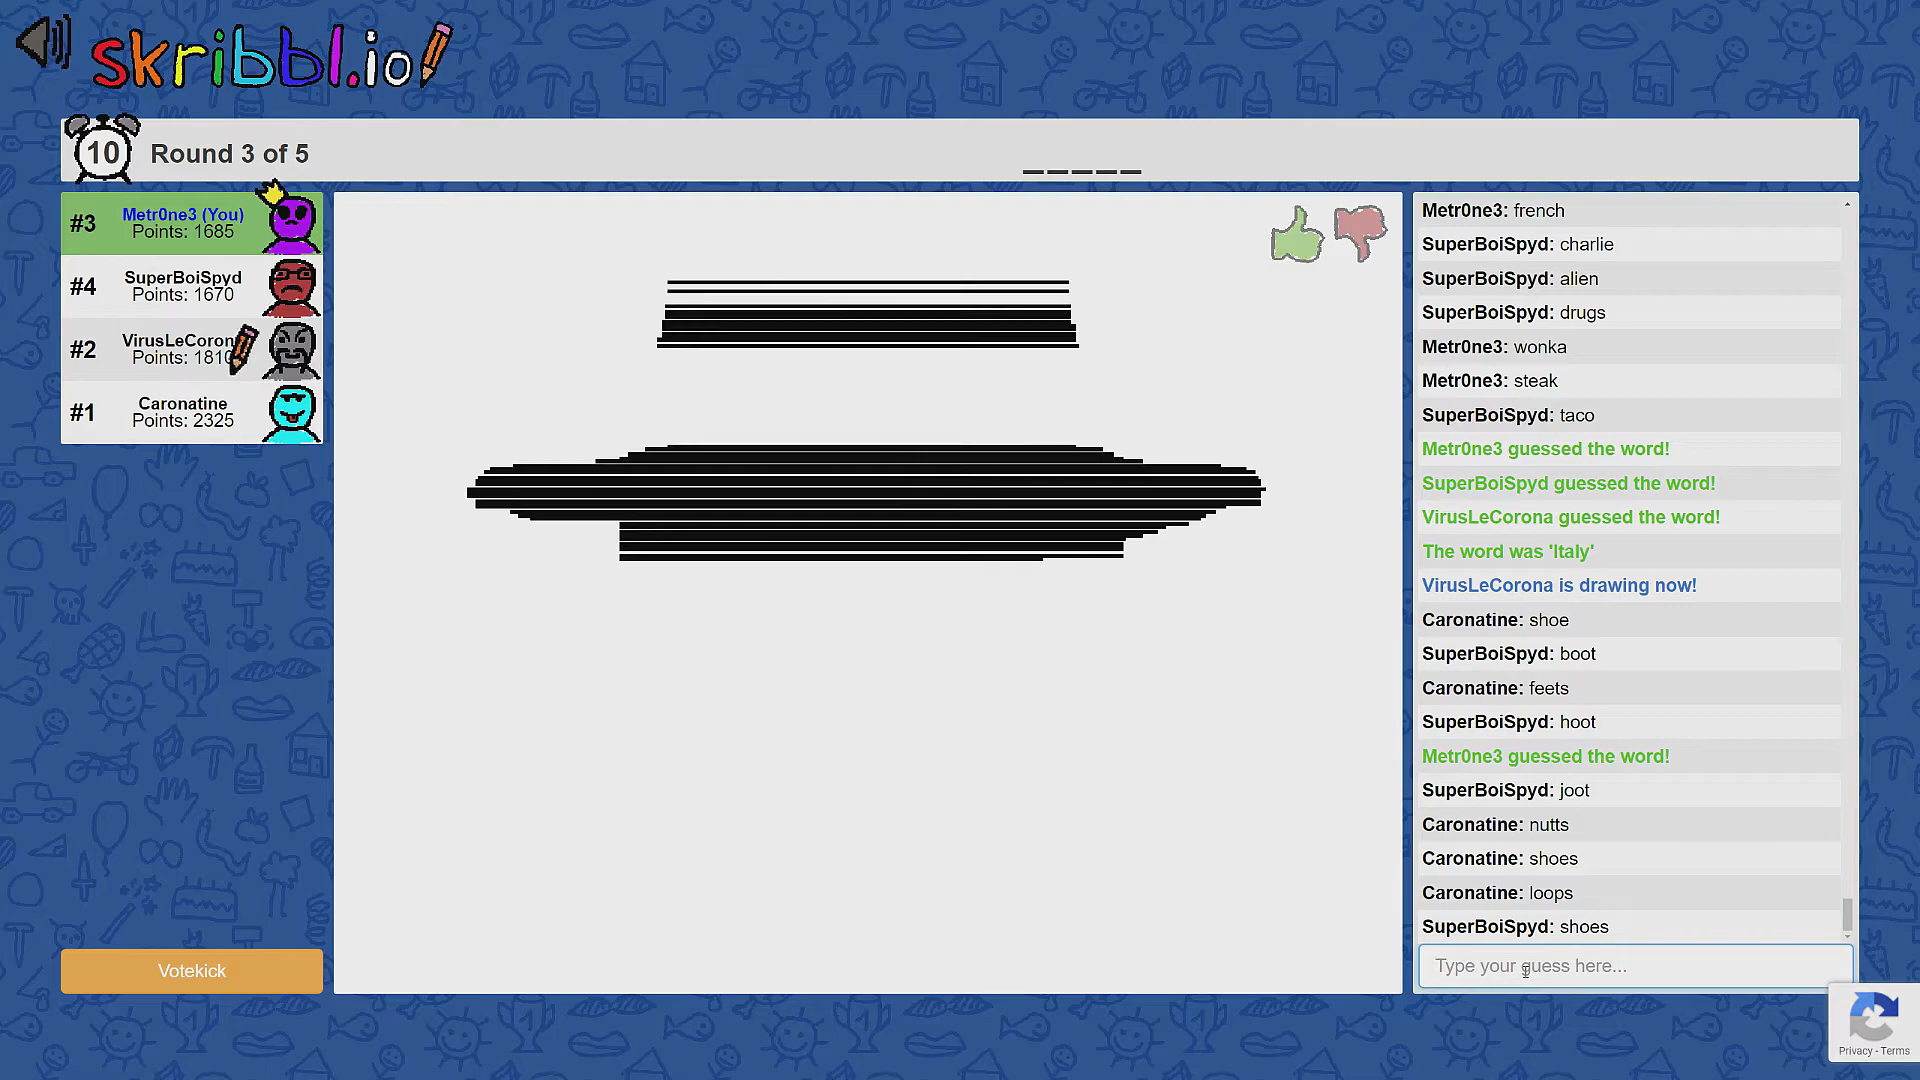 skribbl.io
10
Round 3 of 5
_ _ _ _ _
#3
Metr0ne3 (You)
Points: 1685
#4
SuperBoiSpyd
Points: 1670
#2
VirusLeCoron
Points: 1810
#1
Caronatine
Points: 2325
Votekick
Metr0ne3: french
SuperBoiSpyd: charlie
SuperBoiSpyd: alien
SuperBoiSpyd: drugs
Metr0ne3: wonka
Metr0ne3: steak
SuperBoiSpyd: taco
Metr0ne3 guessed the word!
SuperBoiSpyd guessed the word!
VirusLeCorona guessed the word!
The word was 'Italy'
VirusLeCorona is drawing now!
Caronatine: shoe
SuperBoiSpyd: boot
Caronatine: feets
SuperBoiSpyd: hoot
Metr0ne3 guessed the word!
SuperBoiSpyd: joot
Caronatine: nutts
Caronatine: shoes
Caronatine: loops
SuperBoiSpyd: shoes
Type your guess here...
Privacy - Terms